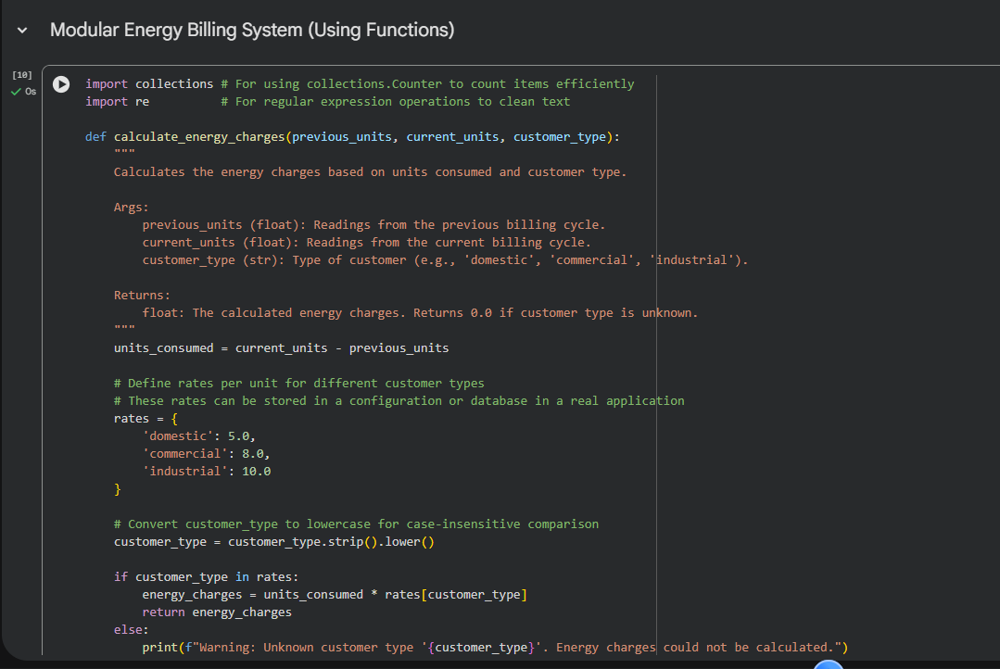 Modular Energy Billing System (Using Functions)
[10]
0s
import collections # For using collections.Counter to count items efficiently
import re          # For regular expression operations to clean text
def calculate_energy_charges(previous_units, current_units, customer_type):
    """
    Calculates the energy charges based on units consumed and customer type.
    Args:
        previous_units (float): Readings from the previous billing cycle.
        current_units (float): Readings from the current billing cycle.
        customer_type (str): Type of customer (e.g., 'domestic', 'commercial', 'industrial').
    Returns:
        float: The calculated energy charges. Returns 0.0 if customer type is unknown.
    """
    units_consumed = current_units - previous_units
    # Define rates per unit for different customer types
    # These rates can be stored in a configuration or database in a real application
    rates = {
        'domestic': 5.0,
        'commercial': 8.0,
        'industrial': 10.0
    }
    # Convert customer_type to lowercase for case-insensitive comparison
    customer_type = customer_type.strip().lower()
    if customer_type in rates:
        energy_charges = units_consumed * rates[customer_type]
        return energy_charges
    else:
        print(f"Warning: Unknown customer type '{customer_type}'. Energy charges could not be calculated.")